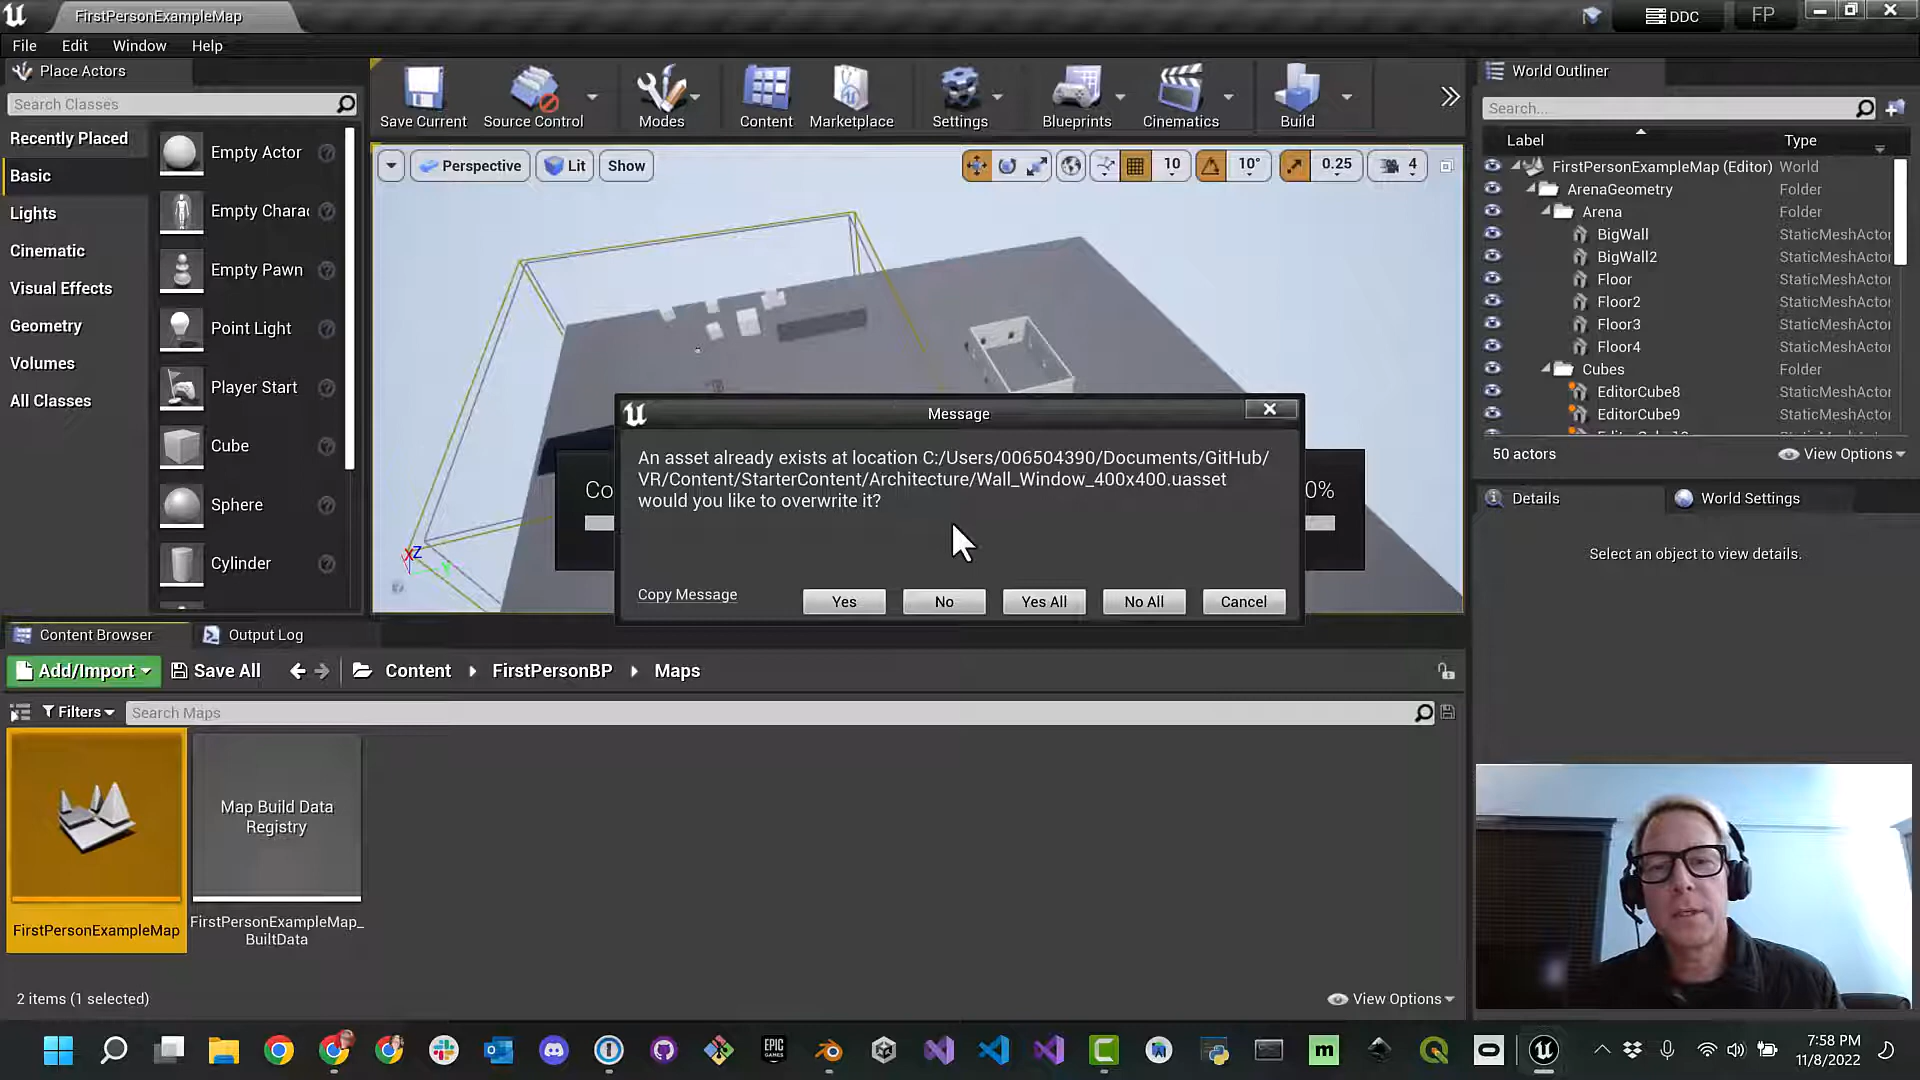 FirstPersonExampleMap
DDC
FP
File
Edit
Window
Help
Place Actors
Search Classes
Recently Placed
Basic
Lights
Cinematic
Visual Effects
Geometry
Volumes
All Classes
Empty Actor
Empty Charac
Empty Pawn
Point Light
Player Start
Cube
Sphere
Cylinder
Save Current
Source Control
Modes
Content
Marketplace
Settings
Blueprints
Cinematics
Build
Perspective
Lit
Show
10
10°
0.25
4
World Outliner
Search...
Label
Type
FirstPersonExampleMap (Editor) World
ArenaGeometry Folder
Arena Folder
BigWall StaticMeshActor
BigWall2 StaticMeshActor
Floor StaticMeshActor
Floor2 StaticMeshActor
Floor3 StaticMeshActor
Floor4 StaticMeshActor
Cubes Folder
EditorCube8 StaticMeshActor
EditorCube9 StaticMeshActor
50 actors
View Options
Details
World Settings
Select an object to view details.
Co
0%
Message
An asset already exists at location C:/Users/006504390/Documents/GitHub/
VR/Content/StarterContent/Architecture/Wall_Window_400x400.uasset
would you like to overwrite it?
Copy Message
Yes
No
Yes All
No All
Cancel
X
Z
Y
Content Browser
Output Log
Add/Import
Save All
Content
FirstPersonBP
Maps
Filters
Search Maps
Map Build Data
Registry
FirstPersonExampleMap
FirstPersonExampleMap_
BuiltData
2 items (1 selected)
View Options
EPIC
GAMES
m
7:58 PM
11/8/2022